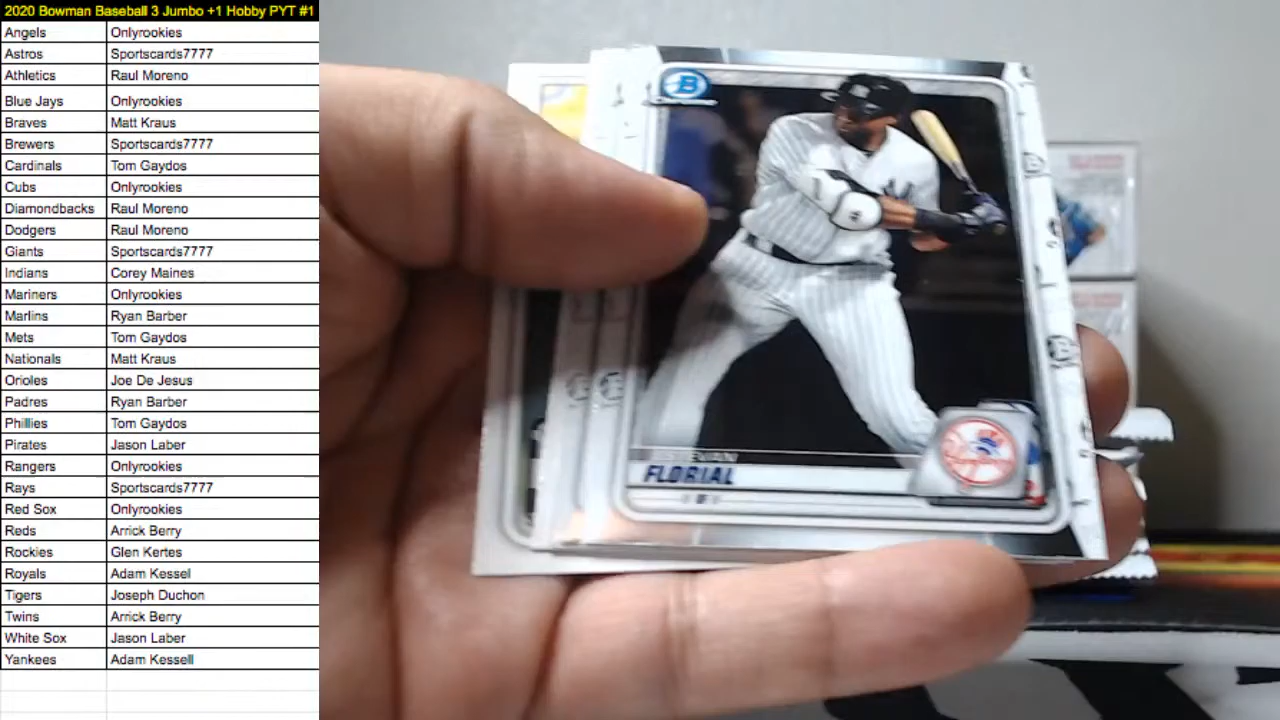 2020 Bowman Baseball 3 Jumbo +1 Hobby PYT #1
Angels Onlyrookies
Astros Sportscards7777
Athletics Raul Moreno
Blue Jays Onlyrookies
Braves Matt Kraus
Brewers Sportscards7777
Cardinals Tom Gaydos
Cubs Onlyrookies
Diamondbacks Raul Moreno
Dodgers Raul Moreno
Giants Sportscards7777
Indians Corey Maines
Mariners Onlyrookies
Marlins Ryan Barber
Mets Tom Gaydos
Nationals Matt Kraus
Orioles Joe De Jesus
Padres Ryan Barber
Phillies Tom Gaydos
Pirates Jason Laber
Rangers Onlyrookies
Rays Sportscards7777
Red Sox Onlyrookies
Reds Arrick Berry
Rockies Glen Kertes
Royals Adam Kessel
Tigers Joseph Duchon
Twins Arrick Berry
White Sox Jason Laber
Yankees Adam Kessell
B
Chrome
ESTEVAN
FLORIAL
OF